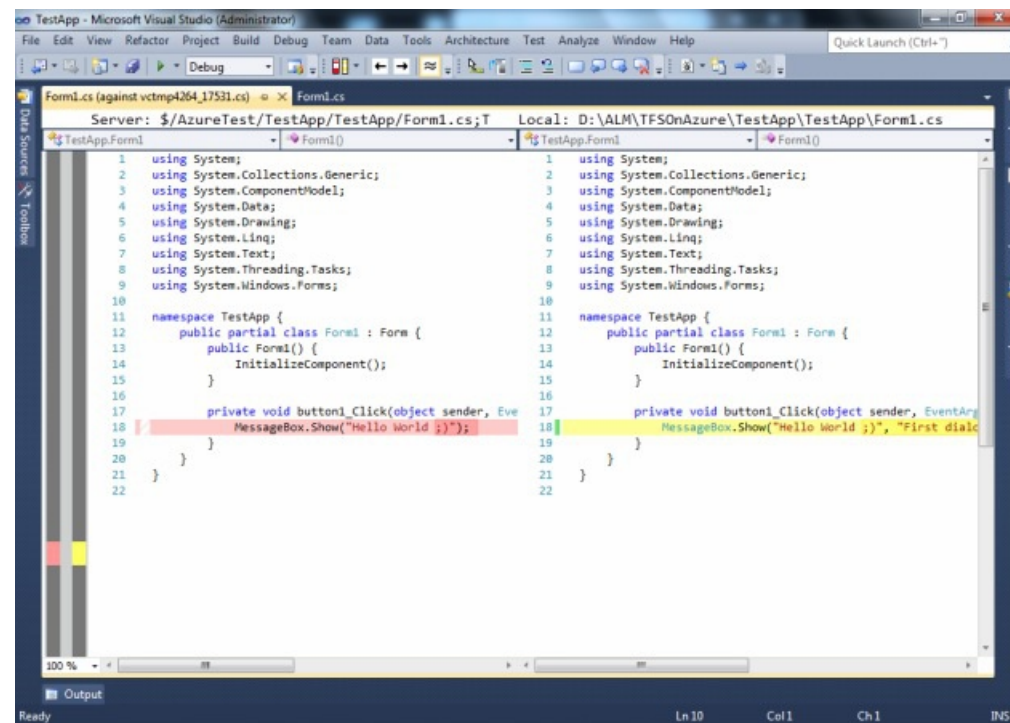 TestApp - Microsoft Visual Studio (Administrator)
File Edit View Refactor Project Build Debug Team Data Tools Architecture Test Analyze Window Help
Quick Launch (Ctrl+")
Debug
Data Sources
Toolbox
Form1.cs (against vctmp4264_17531.cs) Form1.cs
Server: $/AzureTest/TestApp/TestApp/Form1.cs;T Local: D:\ALM\TFSOnAzure\TestApp\TestApp\Form1.cs
TestApp.Form1 Form1() TestApp.Form1 Form1()
1 using System; 1 using System;
2 using System.Collections.Generic; 2 using System.Collections.Generic;
3 using System.ComponentModel; 3 using System.ComponentModel;
4 using System.Data; 4 using System.Data;
5 using System.Drawing; 5 using System.Drawing;
6 using System.Linq; 6 using System.Linq;
7 using System.Text; 7 using System.Text;
8 using System.Threading.Tasks; 8 using System.Threading.Tasks;
9 using System.Windows.Forms; 9 using System.Windows.Forms;
10 10
11 namespace TestApp { 11 namespace TestApp {
12 public partial class Form1 : Form { 12 public partial class Form1 : Form {
13 public Form1() { 13 public Form1() {
14 InitializeComponent(); 14 InitializeComponent();
15 } 15 }
16 16
17 private void button1_Click(object sender, Eve 17 private void button1_Click(object sender, EventArg
18 MessageBox.Show("Hello World ;)"); 18 MessageBox.Show("Hello World ;)", "First dialo
19 } 19 }
20 } 20 }
21 } 21 }
22 22
100 %
Output
Ready Ln 10 Col 1 Ch 1 INS